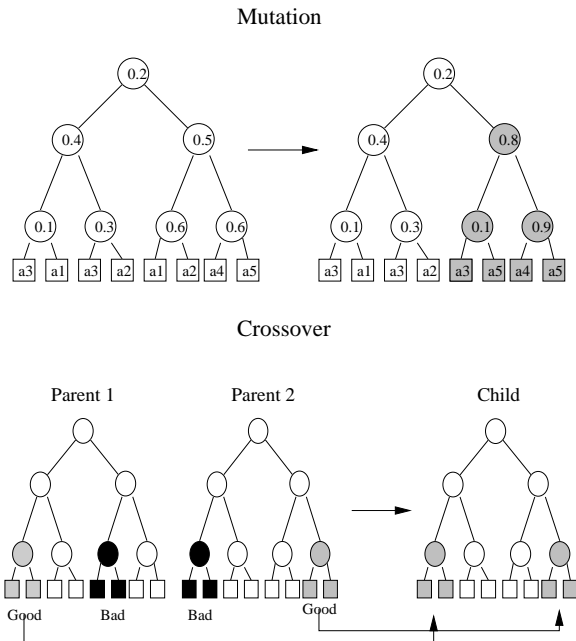 Mutation
0.2 0.2
0.4 0.5 0.4 0.8
0.1 0.3 0.6 0.6 0.1 0.3 0.1 0.9
a3 a1 a3 a2 a1 a2 a4 a5 a3 a1 a3 a2 a3 a5 a4 a5
Crossover
Parent 1 Parent 2 Child
Good Bad Bad Good